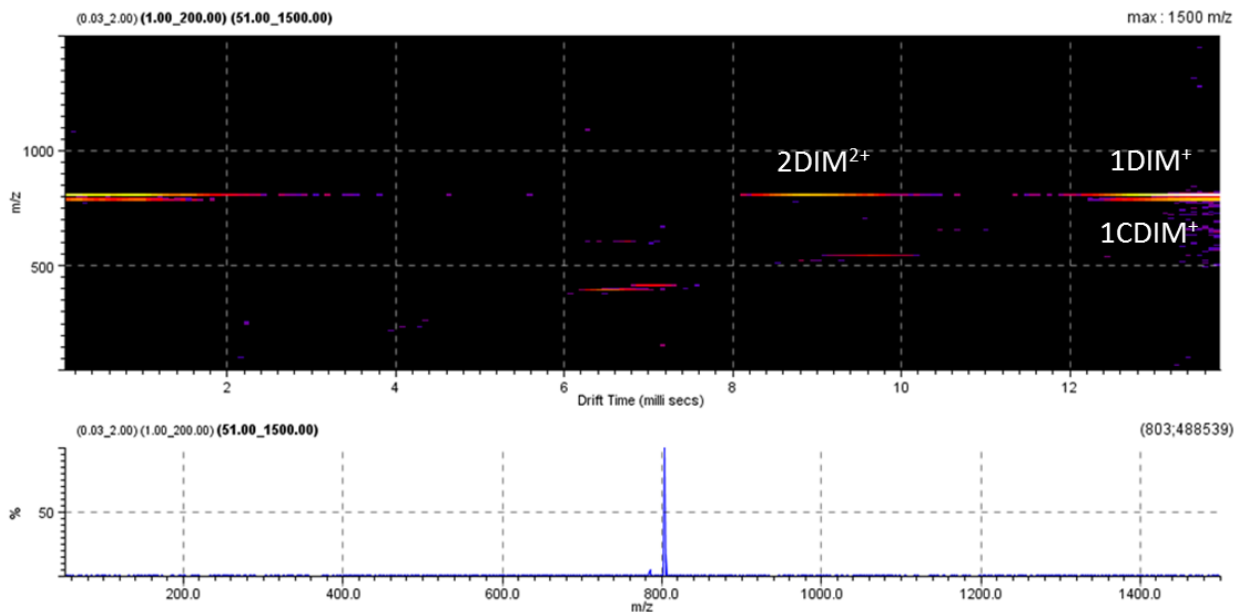 (0.03_2.00) (1.00_200.00) (51.00_1500.00) max : 1500 m/z
1000
2DIM²⁺ 1DIM⁺
m/z
1CDIM⁺
500
2 4 6 8 10 12
Drift Time (milli secs)
(0.03_2.00) (1.00_200.00) (51.00_1500.00) (803;488539)
% 50
200.0 400.0 600.0 800.0 1000.0 1200.0 1400.0
m/z